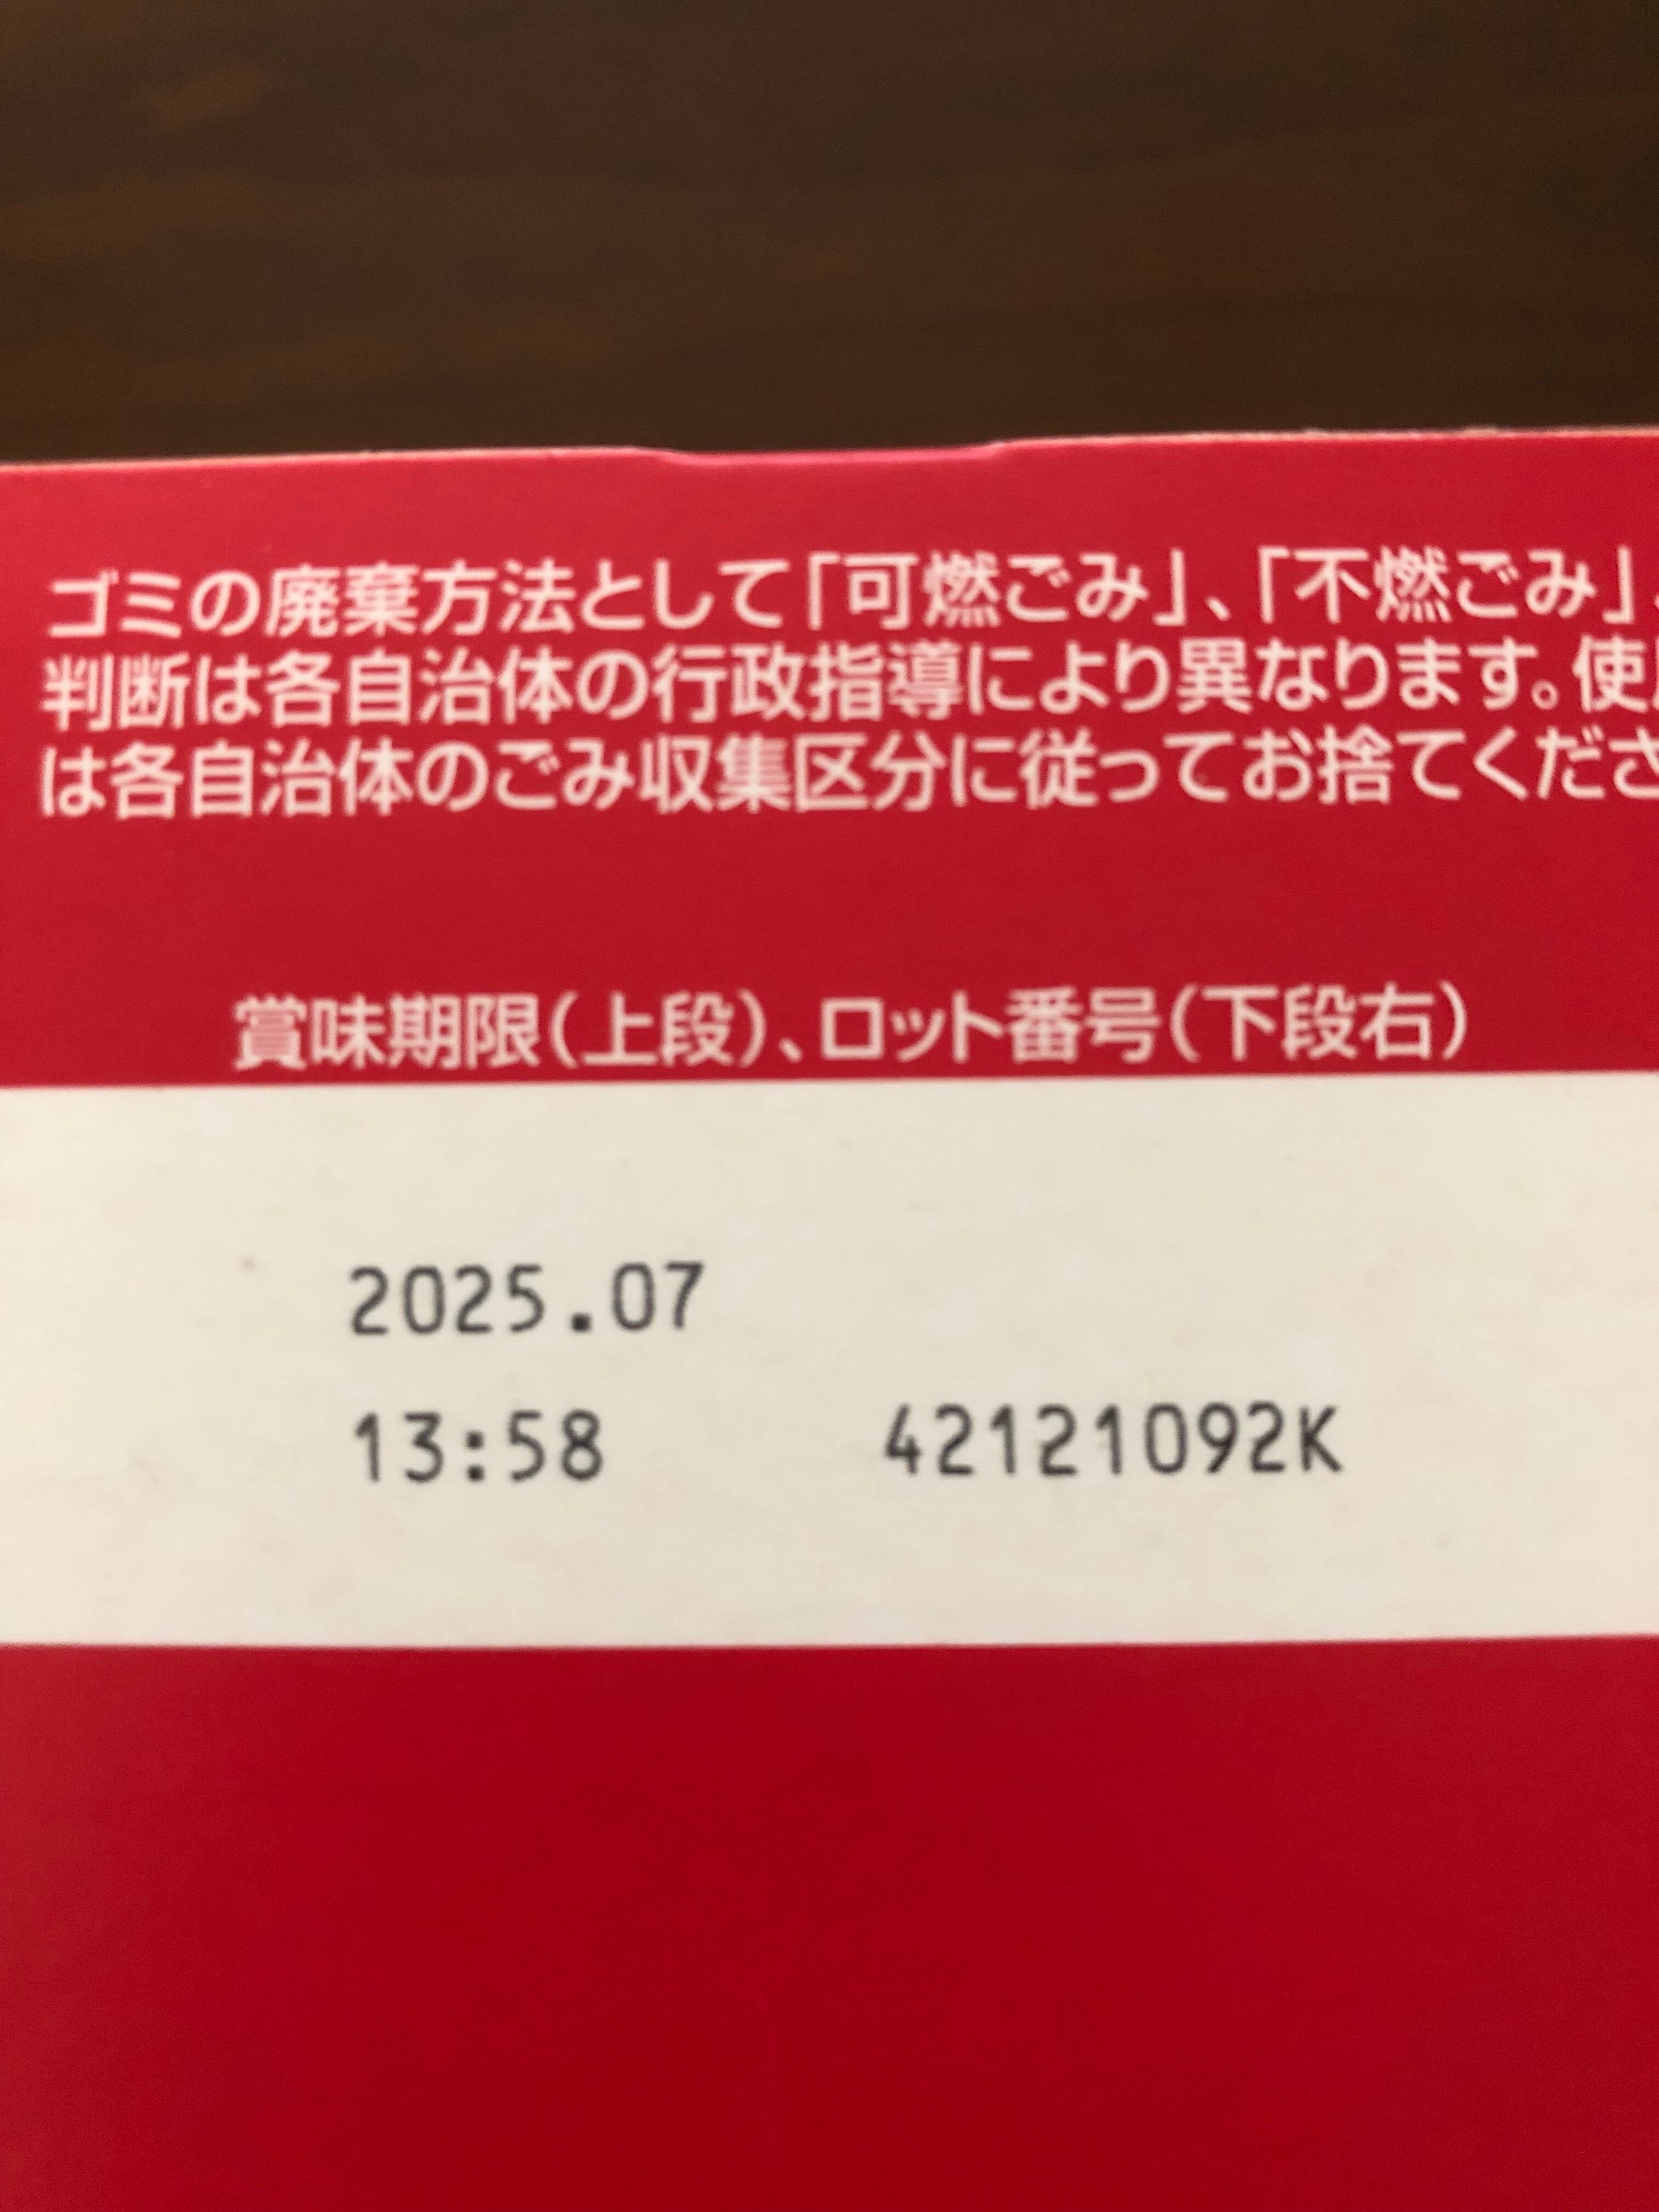 ゴミの廃棄方法として「可燃ごみ」、「不燃ごみ」
判断は各自治体の行政指導により異なります。使
は各自治体のごみ収集区分に従ってお捨てくださ
賞味期限(上段)、ロット番号(下段右)
2025.07
13:58 42121092K